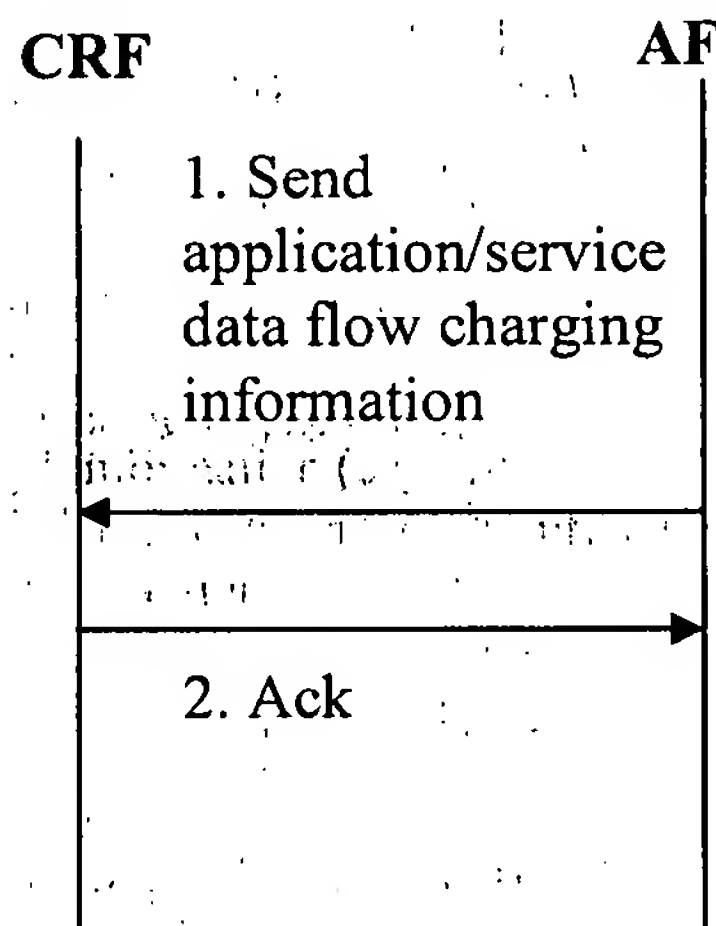 CRF
AF
1. Send
application/service
data flow charging
information
2. Ack